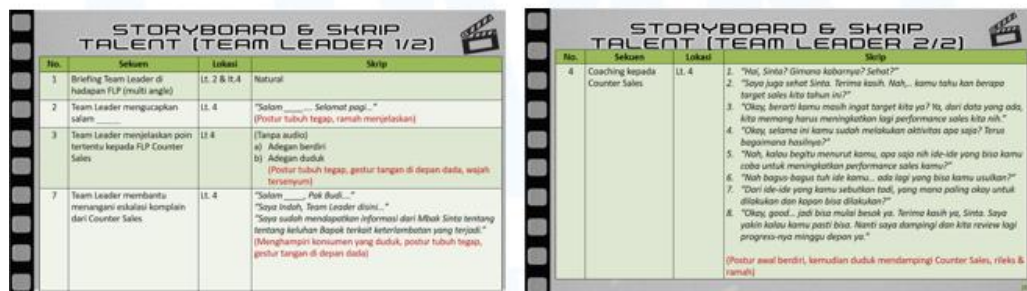 STORYBOARD & SKRIP
TALENT (TEAM LEADER 1/2)
No. Sekuen Lokasi Skrip
1 Briefing Team Leader di Lt. 2 & lt.4 Natural
hadapan FLP (multi angle)
2 Team Leader mengucapkan Lt. 4 "Salam ____ ... Selamat pagi..."
salam _____ (Postur tubuh tegap, ramah menjelaskan)
3 Team Leader menjelaskan poin Lt 4 (Tanpa audio)
tertentu kepada FLP Counter a) Adegan berdiri
Sales b) Adegan duduk
(Postur tubuh tegap, gestur tangan di depan dada, wajah
tersenyum)
7 Team Leader membantu Lt. 4 "Salam ____, Pak Budi...."
menangani eskalasi komplain "Saya Indah, Team Leader disini..."
dari Counter Sales "Saya sudah mendapatkan informasi dari Mbak Sinta tentang
tentang keluhan Bapak terkait keterlambatan yang terjadi."
(Menghampiri konsumen yang duduk, postur tubuh tegap,
gestur tangan di depan dada)
STORYBOARD & SKRIP
TALENT (TEAM LEADER 2/2)
No. Sekuen Lokasi Skrip
4 Coaching kepada Lt. 4 1. "Hai, Sinta? Gimana kabarnya? Sehat?"
Counter Sales 2. "Saya juga sehat Sinta. Terima kasih. Nah,.. kamu tahu kan berapa
target sales kita tahun ini?"
3. "Okay, berarti kamu masih ingat target kita ya? Ya, dari data yang ada,
kita memang harus meningkatkan lagi performance sales kita nih."
4. "Okay, selama ini kamu sudah melakukan aktivitas apa saja? Terus
bagaimana hasilnya?"
5. "Nah, kalau begitu menurut kamu, apa saja nih ide-ide yang bisa kamu
coba untuk meningkatkan performance sales kamu?"
6. "Nah bagus-bagus tuh ide kamu... ada lagi yang bisa kamu usulkan?"
7. "Dari ide-ide yang kamu sebutkan tadi, yang mana paling okay untuk
dilakukan dan kapan bisa dilakukan?"
8. "Okay, good... jadi bisa mulai besok ya. Terima kasih ya, Sinta. Saya
yakin kalau kamu pasti bisa. Nanti saya dampingi dan kita review lagi
progress-nya minggu depan ya."
(Postur awal berdiri, kemudian duduk mendampingi Counter Sales, rileks &
ramah)